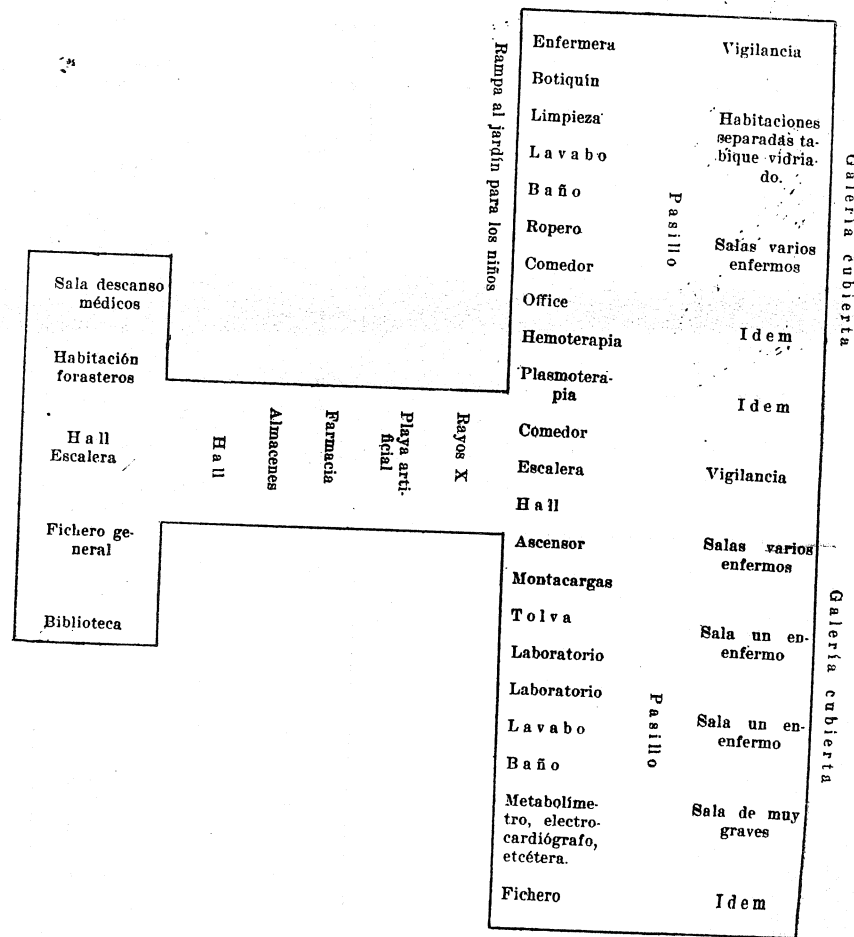 Sala descanso
médicos
Habitación
forasteros
Hall
Escalera
Fichero ge-
neral
Biblioteca
Hall
Almacenes
Farmacia
Playa arti-
ficial
Rayos X
Rampa al jardín para los niños
Enfermera
Botiquín
Limpieza
Lavabo
Baño
Ropero
Comedor
Office
Hemoterapia
Plasmotera-
pia
Comedor
Escalera
Hall
Ascensor
Montacargas
Tolva
Laboratorio
Laboratorio
Lavabo
Baño
Metabolíme-
tro, electro-
cardiógrafo,
etcétera.
Fichero
Pasillo
Pasillo
Vigilancia
Habitaciones
separadas ta-
bique vidria-
do.
Salas varios
enfermos
Idem
Idem
Vigilancia
Salas varios
enfermos
Sala un en-
enfermo
Sala un en-
enfermo
Sala de muy
graves
Idem
Galería cubierta
Galería cubierta